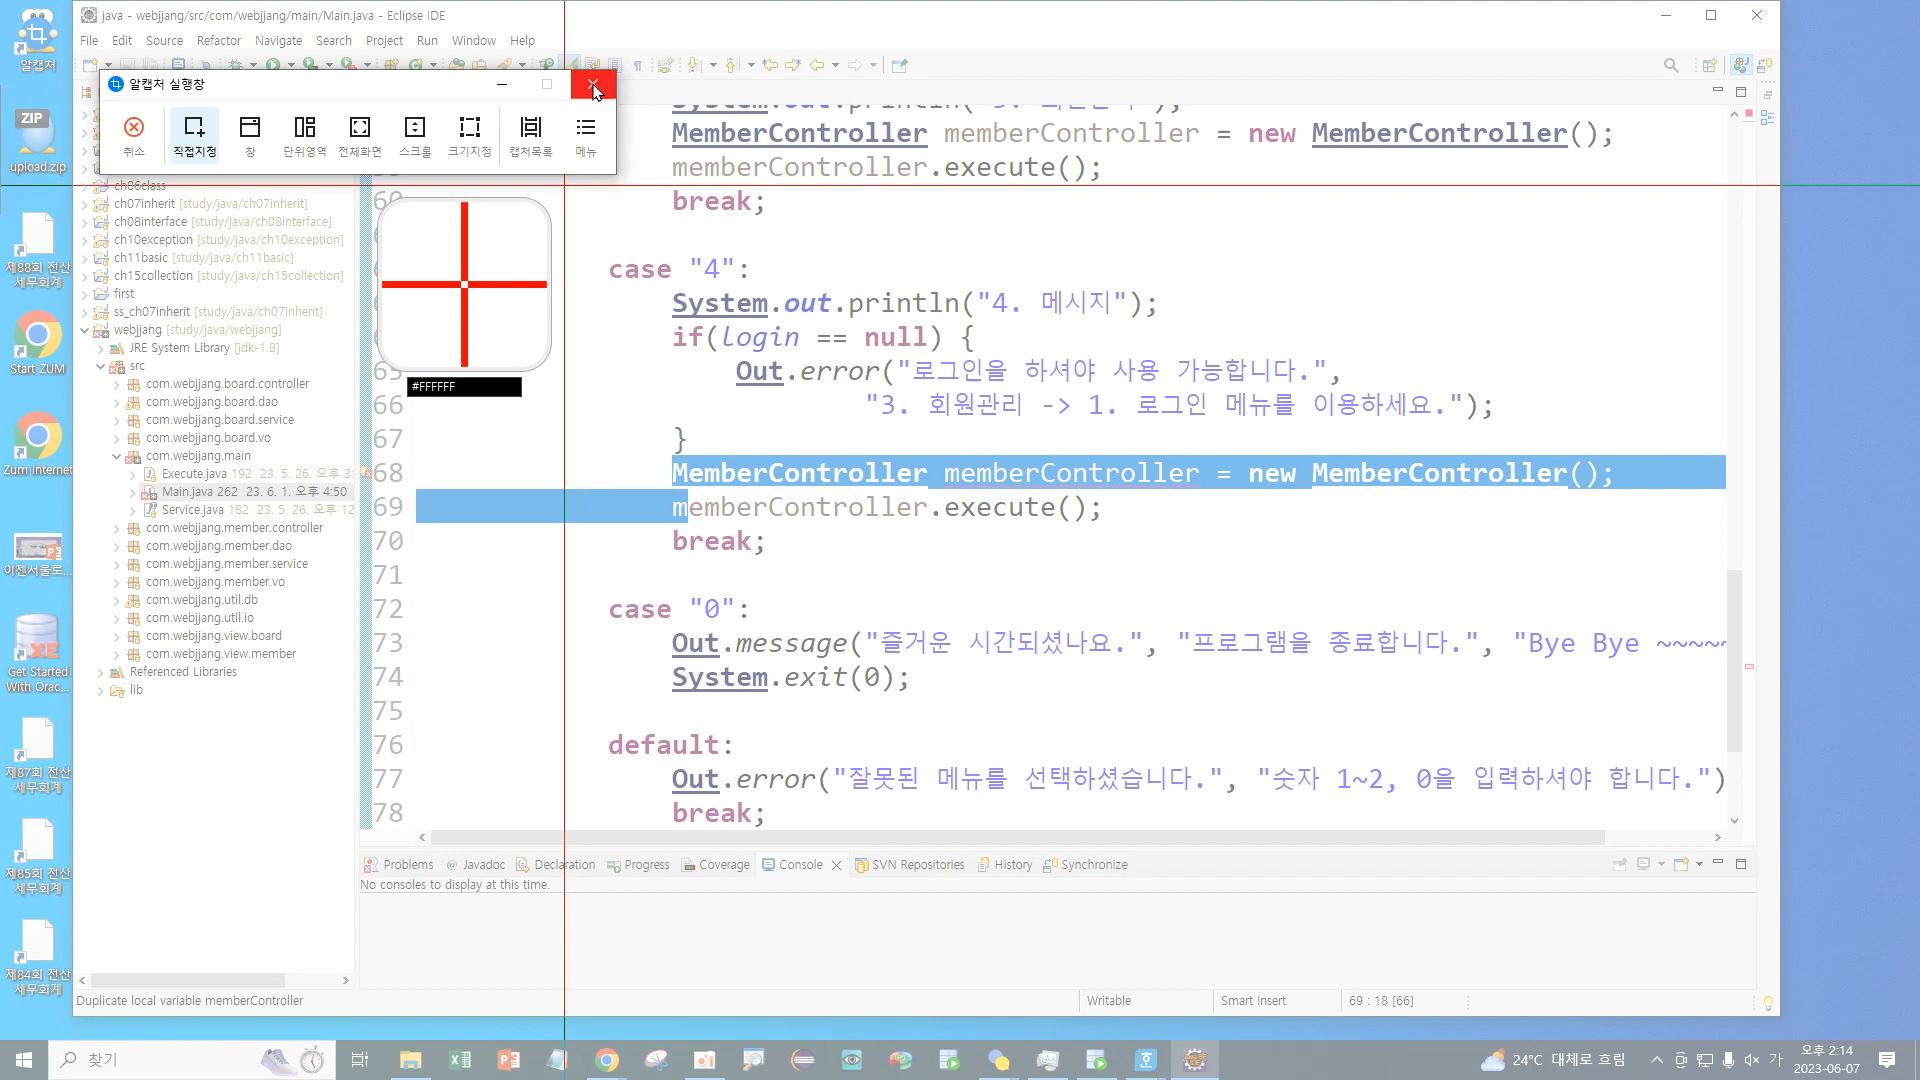 java - webjjang/src/com/webjjang/main/Main.java - Eclipse IDE
File Edit Source Refactor Navigate Search Project Run Window Help
알캡처 실행창
취소 직접지정 창 단위영역 전체화면 스크롤 크기지정 캡처목록 메뉴
알캡처
ZIP
upload.zip
제88회 전산
세무회계
Start ZUM
Zum Internet
이젠서울로...
XE
Get Started
With Orac...
제87회 전산
세무회계
제85회 전산
세무회계
제84회 전산
세무회계
ch06class
ch07inherit [study/java/ch07inherit]
ch08interface [study/java/ch08interface]
ch10exception [study/java/ch10exception]
ch11basic [study/java/ch11basic]
ch15collection [study/java/ch15collection]
first
ss_ch07inherit [study/java/ch07inherit]
webjjang [study/java/webjjang]
JRE System Library [jdk-1.8]
src
com.webjjang.board.controller
com.webjjang.board.dao
com.webjjang.board.service
com.webjjang.board.vo
com.webjjang.main
Execute.java 192 23. 5. 26. 오후 3:
Main.java 262 23. 6. 1. 오후 4:50
Service.java 182 23. 5. 26. 오후 12
com.webjjang.member.controller
com.webjjang.member.dao
com.webjjang.member.service
com.webjjang.member.vo
com.webjjang.util.db
com.webjjang.util.io
com.webjjang.view.board
com.webjjang.view.member
Referenced Libraries
lib
#FFFFFF
MemberController memberController = new MemberController();
memberController.execute();
60 break;
case "4":
System.out.println("4. 메시지");
if(login == null) {
65 Out.error("로그인을 하셔야 사용 가능합니다.",
66 "3. 회원관리 -> 1. 로그인 메뉴를 이용하세요.");
67 }
68 MemberController memberController = new MemberController();
69 memberController.execute();
70 break;
71
72 case "0":
73 Out.message("즐거운 시간되셨나요.", "프로그램을 종료합니다.", "Bye Bye ~~~~~
74 System.exit(0);
75
76 default:
77 Out.error("잘못된 메뉴를 선택하셨습니다.", "숫자 1~2, 0을 입력하셔야 합니다.")
78 break;
Problems Javadoc Declaration Progress Coverage Console SVN Repositories History Synchronize
No consoles to display at this time.
Duplicate local variable memberController
Writable Smart Insert 69 : 18 [66]
찾기
24°C 대체로 흐림
가
오후 2:14
2023-06-07